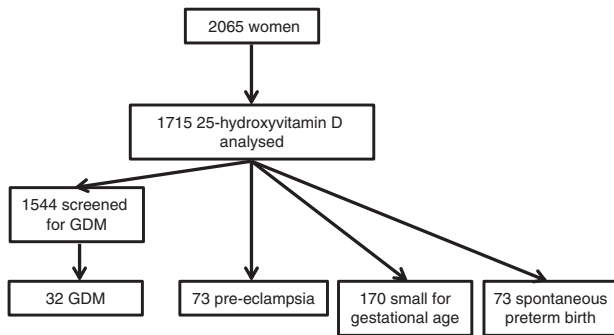 2065 women
1715 25-hydroxyvitamin D
analysed
1544 screened
for GDM
32 GDM
73 pre-eclampsia
170 small for
gestational age
73 spontaneous
preterm birth